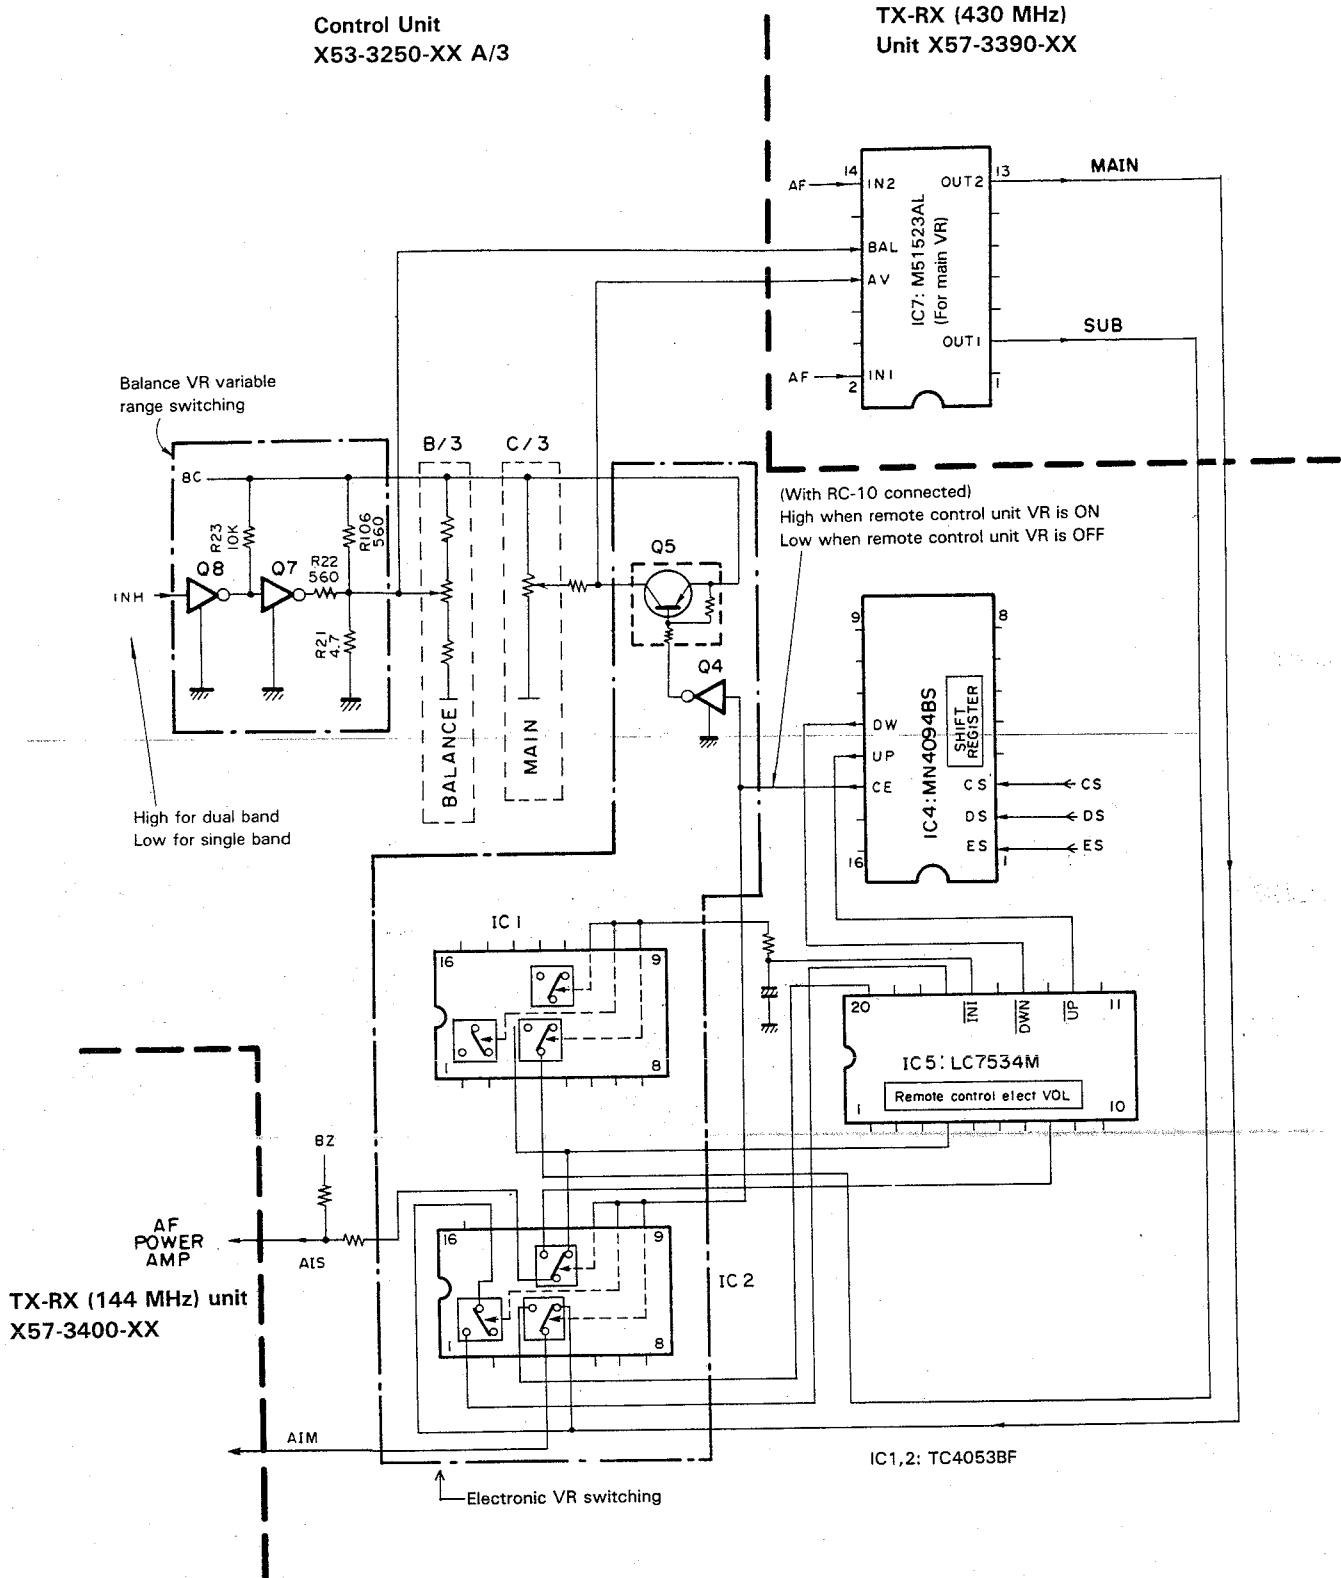 Control Unit
X53-3250-XX A/3
TX-RX (430 MHz)
Unit X57-3390-XX
14
13
MAIN
AF
IN2
OUT2
BAL
AV
IC7: M51523AL
(For main VR)
SUB
OUT1
AF
IN1
2
1
Balance VR variable
range switching
B/3
C/3
8C
R23
10K
R106
560
(With RC-10 connected)
High when remote control unit VR is ON
Low when remote control unit VR is OFF
Q5
Q8
Q7
R22
560
INH
R21
4.7
9
8
Q4
BALANCE
MAIN
DW
UP
CE
IC4:MN4094BS
SHIFT
REGISTER
CS
CS
DS
DS
ES
ES
16
1
High for dual band
Low for single band
IC1
16
9
1
8
20
INI
DWN
UP
11
IC5:LC7534M
Remote control elect VOL
1
10
BZ
AF
POWER
AMP
AIS
16
9
IC2
1
8
TX-RX (144 MHz) unit
X57-3400-XX
AIM
IC1,2: TC4053BF
Electronic VR switching